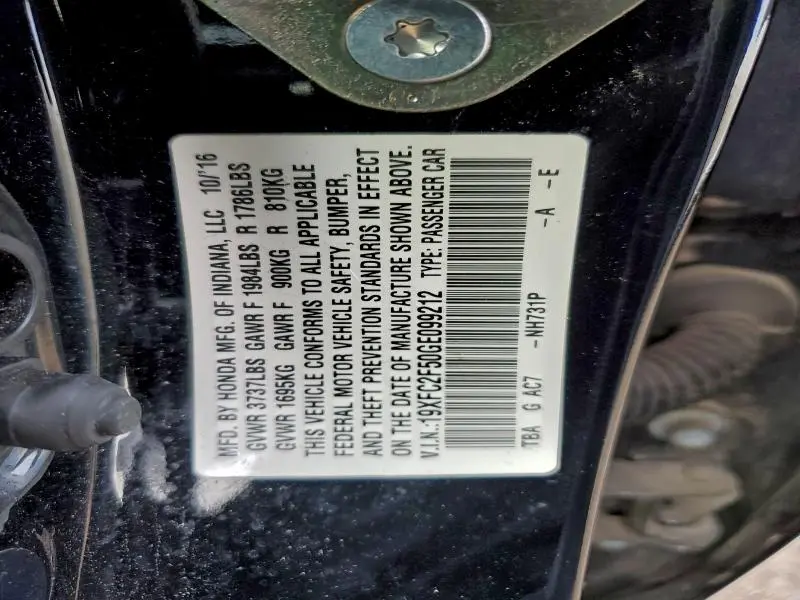 MFD. BY HONDA MFG. OF INDIANA, LLC 10/'16
GVWR 3737LBS GAWR F 1984LBS R 1786LBS
GVWR 1695KG GAWR F 900KG R 810KG
THIS VEHICLE CONFORMS TO ALL APPLICABLE
FEDERAL MOTOR VEHICLE SAFETY, BUMPER,
AND THEFT PREVENTION STANDARDS IN EFFECT
ON THE DATE OF MANUFACTURE SHOWN ABOVE.
V.I.N.:19XFC2F50GE099212 TYPE: PASSENGER CAR
TBA G AC7 -NH731P -A -E